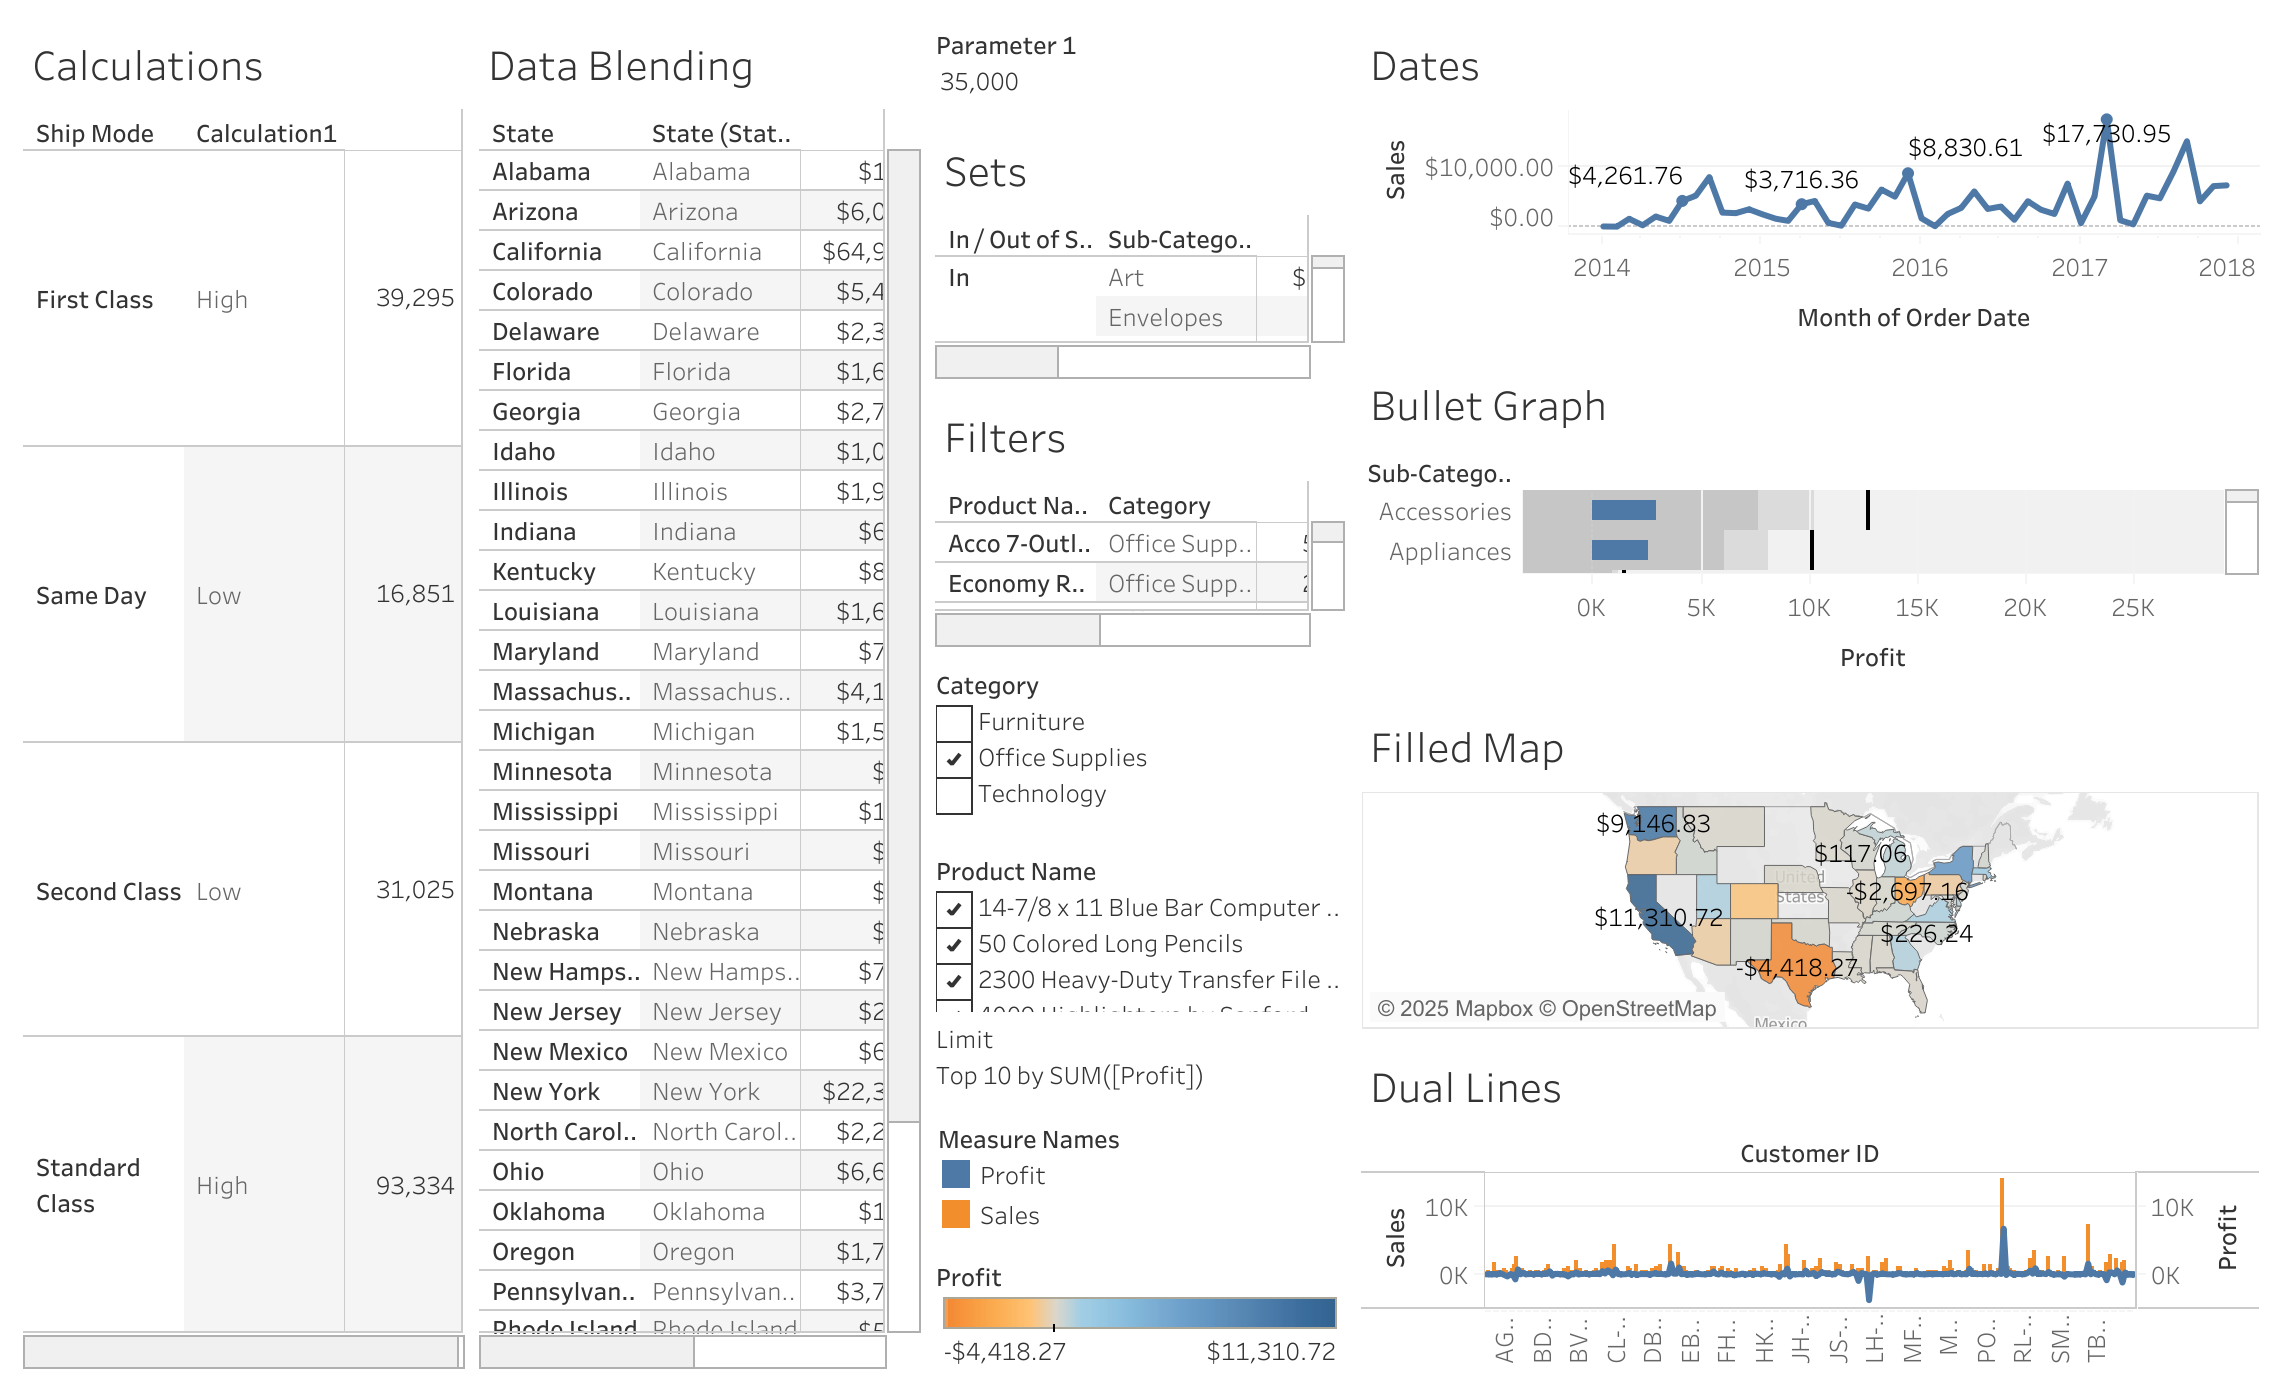 Calculations
Ship Mode Calculation1
First Class High 39,295
Same Day Low 16,851
Second Class Low 31,025
Standard Class High 93,334
Data Blending
State State (Stat..
Alabama Alabama $1
Arizona Arizona $6,0
California California $64,9
Colorado Colorado $5,4
Delaware Delaware $2,3
Florida Florida $1,6
Georgia Georgia $2,7
Idaho Idaho $1,0
Illinois Illinois $1,9
Indiana Indiana $6
Kentucky Kentucky $8
Louisiana Louisiana $1,6
Maryland Maryland $7
Massachus.. Massachus.. $4,1
Michigan Michigan $1,5
Minnesota Minnesota $
Mississippi Mississippi $1
Missouri Missouri $
Montana Montana $
Nebraska Nebraska $
New Hamps.. New Hamps.. $7
New Jersey New Jersey $2
New Mexico New Mexico $6
New York New York $22,3
North Carol.. North Carol.. $2,2
Ohio Ohio $6,6
Oklahoma Oklahoma $1
Oregon Oregon $1,7
Pennsylvan.. Pennsylvan.. $3,7
Rhode Island Rhode Island $5
Parameter 1
35,000
Sets
In / Out of S.. Sub-Catego..
In Art $
Envelopes
Filters
Product Na.. Category
Acco 7-Outl.. Office Supp..
Economy R.. Office Supp..
Category
Furniture
Office Supplies
Technology
Product Name
14-7/8 x 11 Blue Bar Computer ..
50 Colored Long Pencils
2300 Heavy-Duty Transfer File ..
4009 Highlighters by Sanford
Limit
Top 10 by SUM([Profit])
Measure Names
Profit
Sales
Profit
-$4,418.27 $11,310.72
Dates
Sales
$10,000.00
$0.00
$4,261.76
$3,716.36
$8,830.61
$17,730.95
2014 2015 2016 2017 2018
Month of Order Date
Bullet Graph
Sub-Catego..
Accessories
Appliances
0K 5K 10K 15K 20K 25K
Profit
Filled Map
$9,146.83
$117.06
United States
-$2,697.16
$11,310.72
$226.24
-$4,418.27
Mexico
© 2025 Mapbox © OpenStreetMap
Dual Lines
Customer ID
Sales
10K
0K
10K
0K
Profit
AG.. BD.. BV.. CL-.. DB.. EB.. FH.. HK.. JH-.. JS-.. LH-.. MF.. M.. PO.. RL-.. SM.. TB..